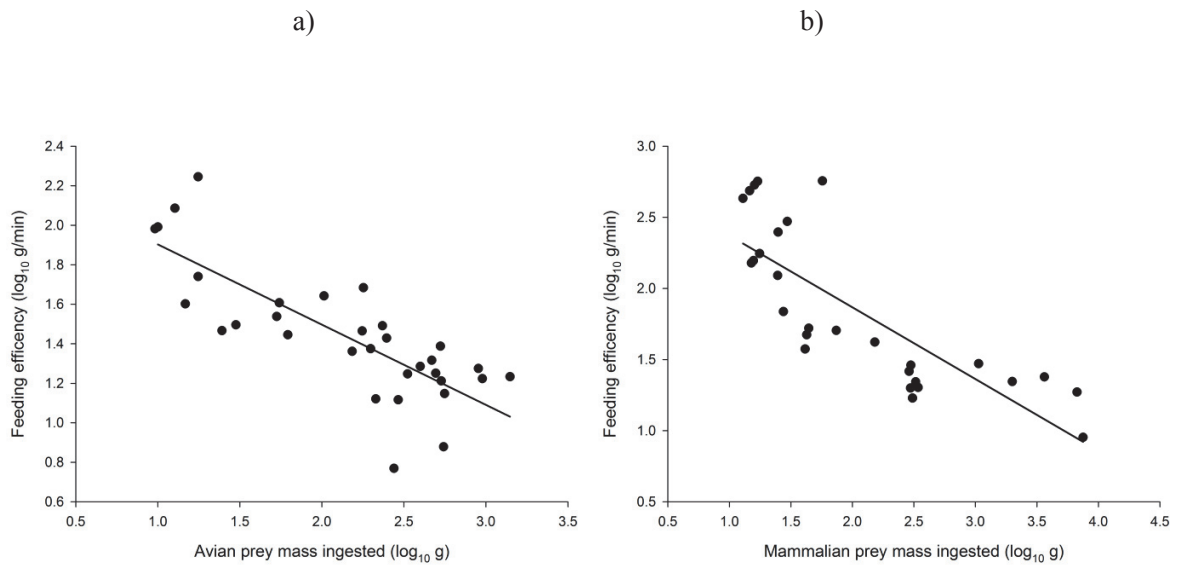 a)
b)
2.4
2.2
2.0
1.8
1.6
1.4
1.2
1.0
0.8
0.6
Feeding efficency (log₁₀ g/min)
0.5 1.0 1.5 2.0 2.5 3.0 3.5
Avian prey mass ingested (log₁₀ g)
3.0
2.5
2.0
1.5
1.0
0.5
Feeding efficency (log₁₀ g/min)
0.5 1.0 1.5 2.0 2.5 3.0 3.5 4.0 4.5
Mammalian prey mass ingested (log₁₀ g)